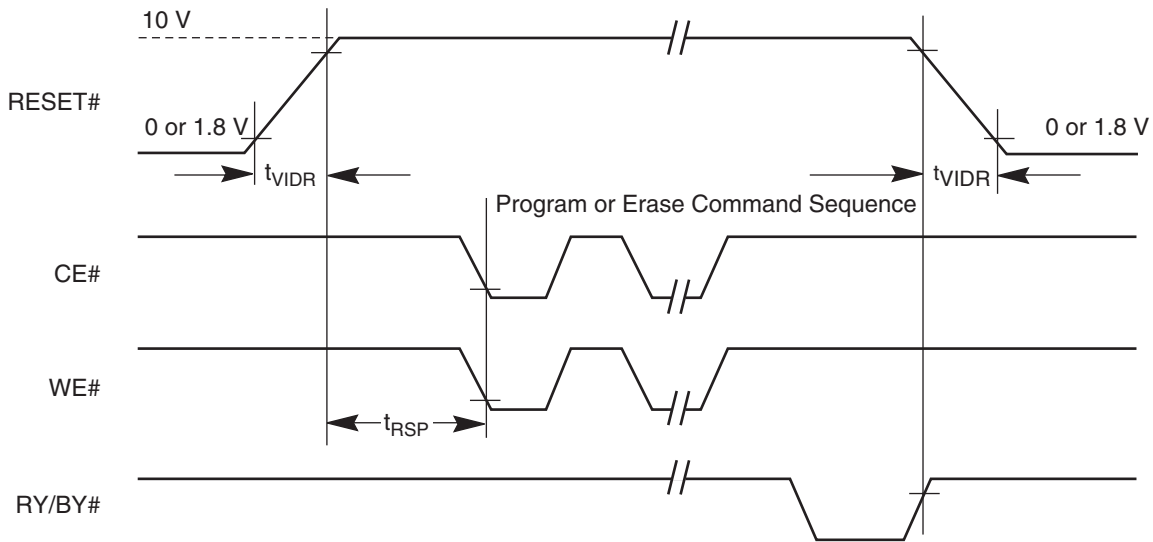 10 V
RESET#
0 or 1.8 V
0 or 1.8 V
tVIDR
tVIDR
Program or Erase Command Sequence
CE#
WE#
tRSP
RY/BY#